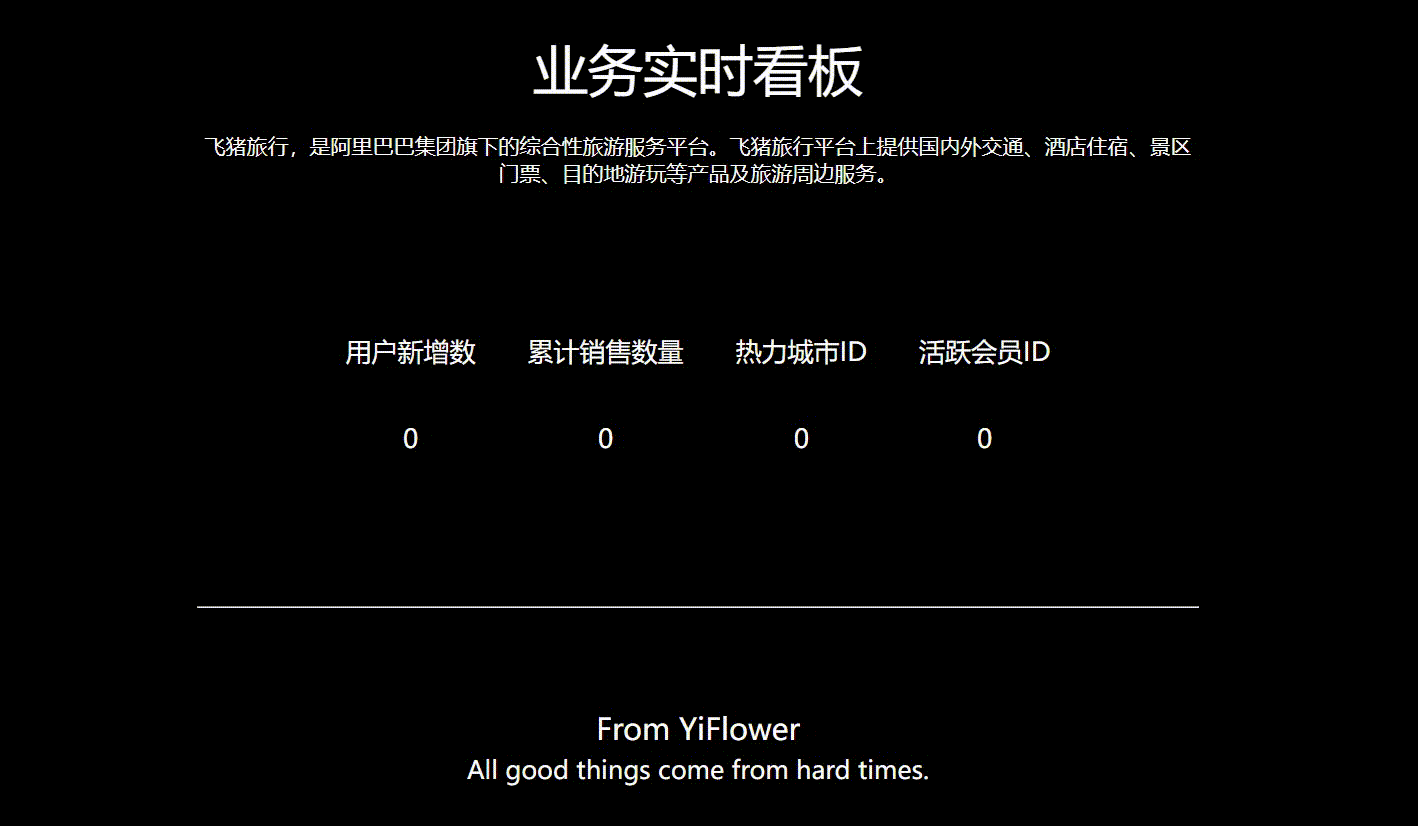 业务实时看板
飞猪旅行，是阿里巴巴集团旗下的综合性旅游服务平台。飞猪旅行平台上提供国内外交通、酒店住宿、景区
门票、目的地游玩等产品及旅游周边服务。
用户新增数 累计销售数量 热力城市ID 活跃会员ID
0 0 0 0
From YiFlower
All good things come from hard times.